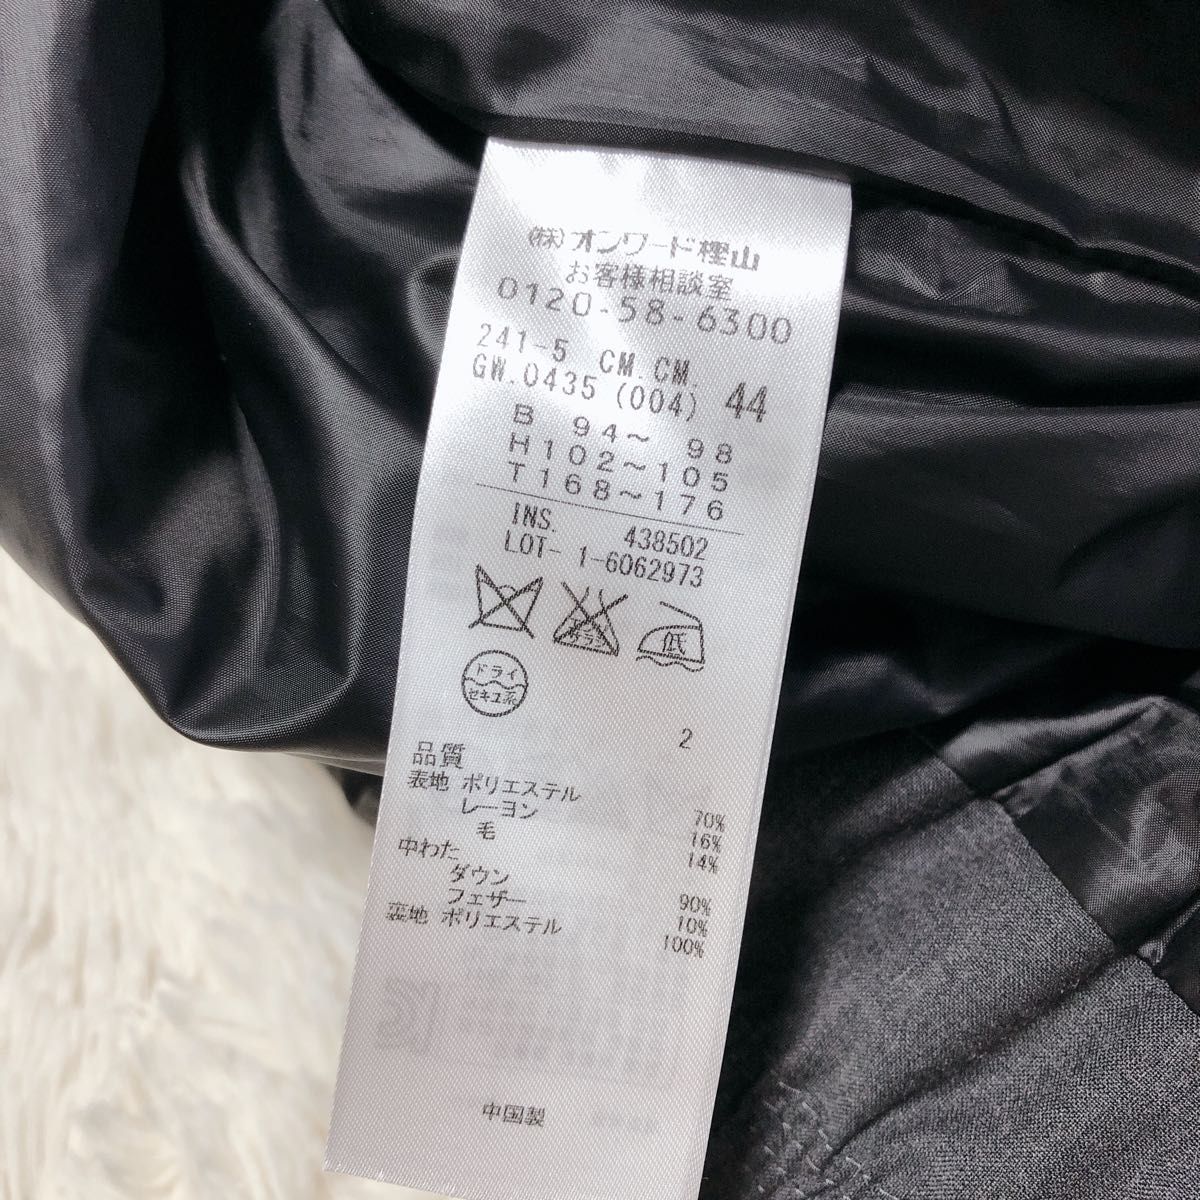 (株)オンワード樫山
お客様相談室
0120-58-6300
241-5 CM.CM. 44
GW.0435 (004)
B 94～ 98
H102～105
T168～176
INS. 438502
LOT- 1-6062973
低
ドライ
セキユ系
2
品質
表地 ポリエステル 70%
レーヨン 16%
毛 14%
中わた
ダウン 90%
フェザー 10%
裏地 ポリエステル 100%
中国製